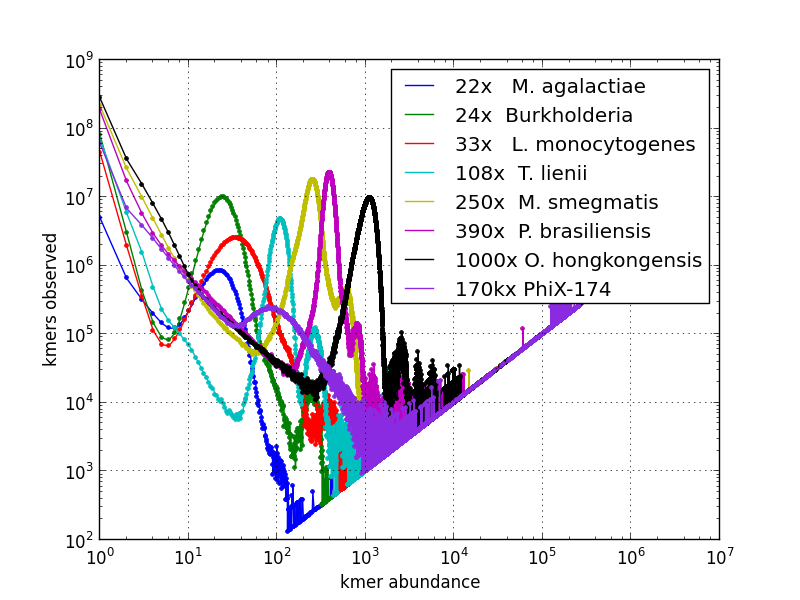 10^9
10^8
10^7
10^6
10^5
10^4
10^3
10^2
kmers observed
22x   M. agalactiae
24x  Burkholderia
33x   L. monocytogenes
108x  T. lienii
250x  M. smegmatis
390x  P. brasiliensis
1000x O. hongkongensis
170kx PhiX-174
10^0 10^1 10^2 10^3 10^4 10^5 10^6 10^7
kmer abundance